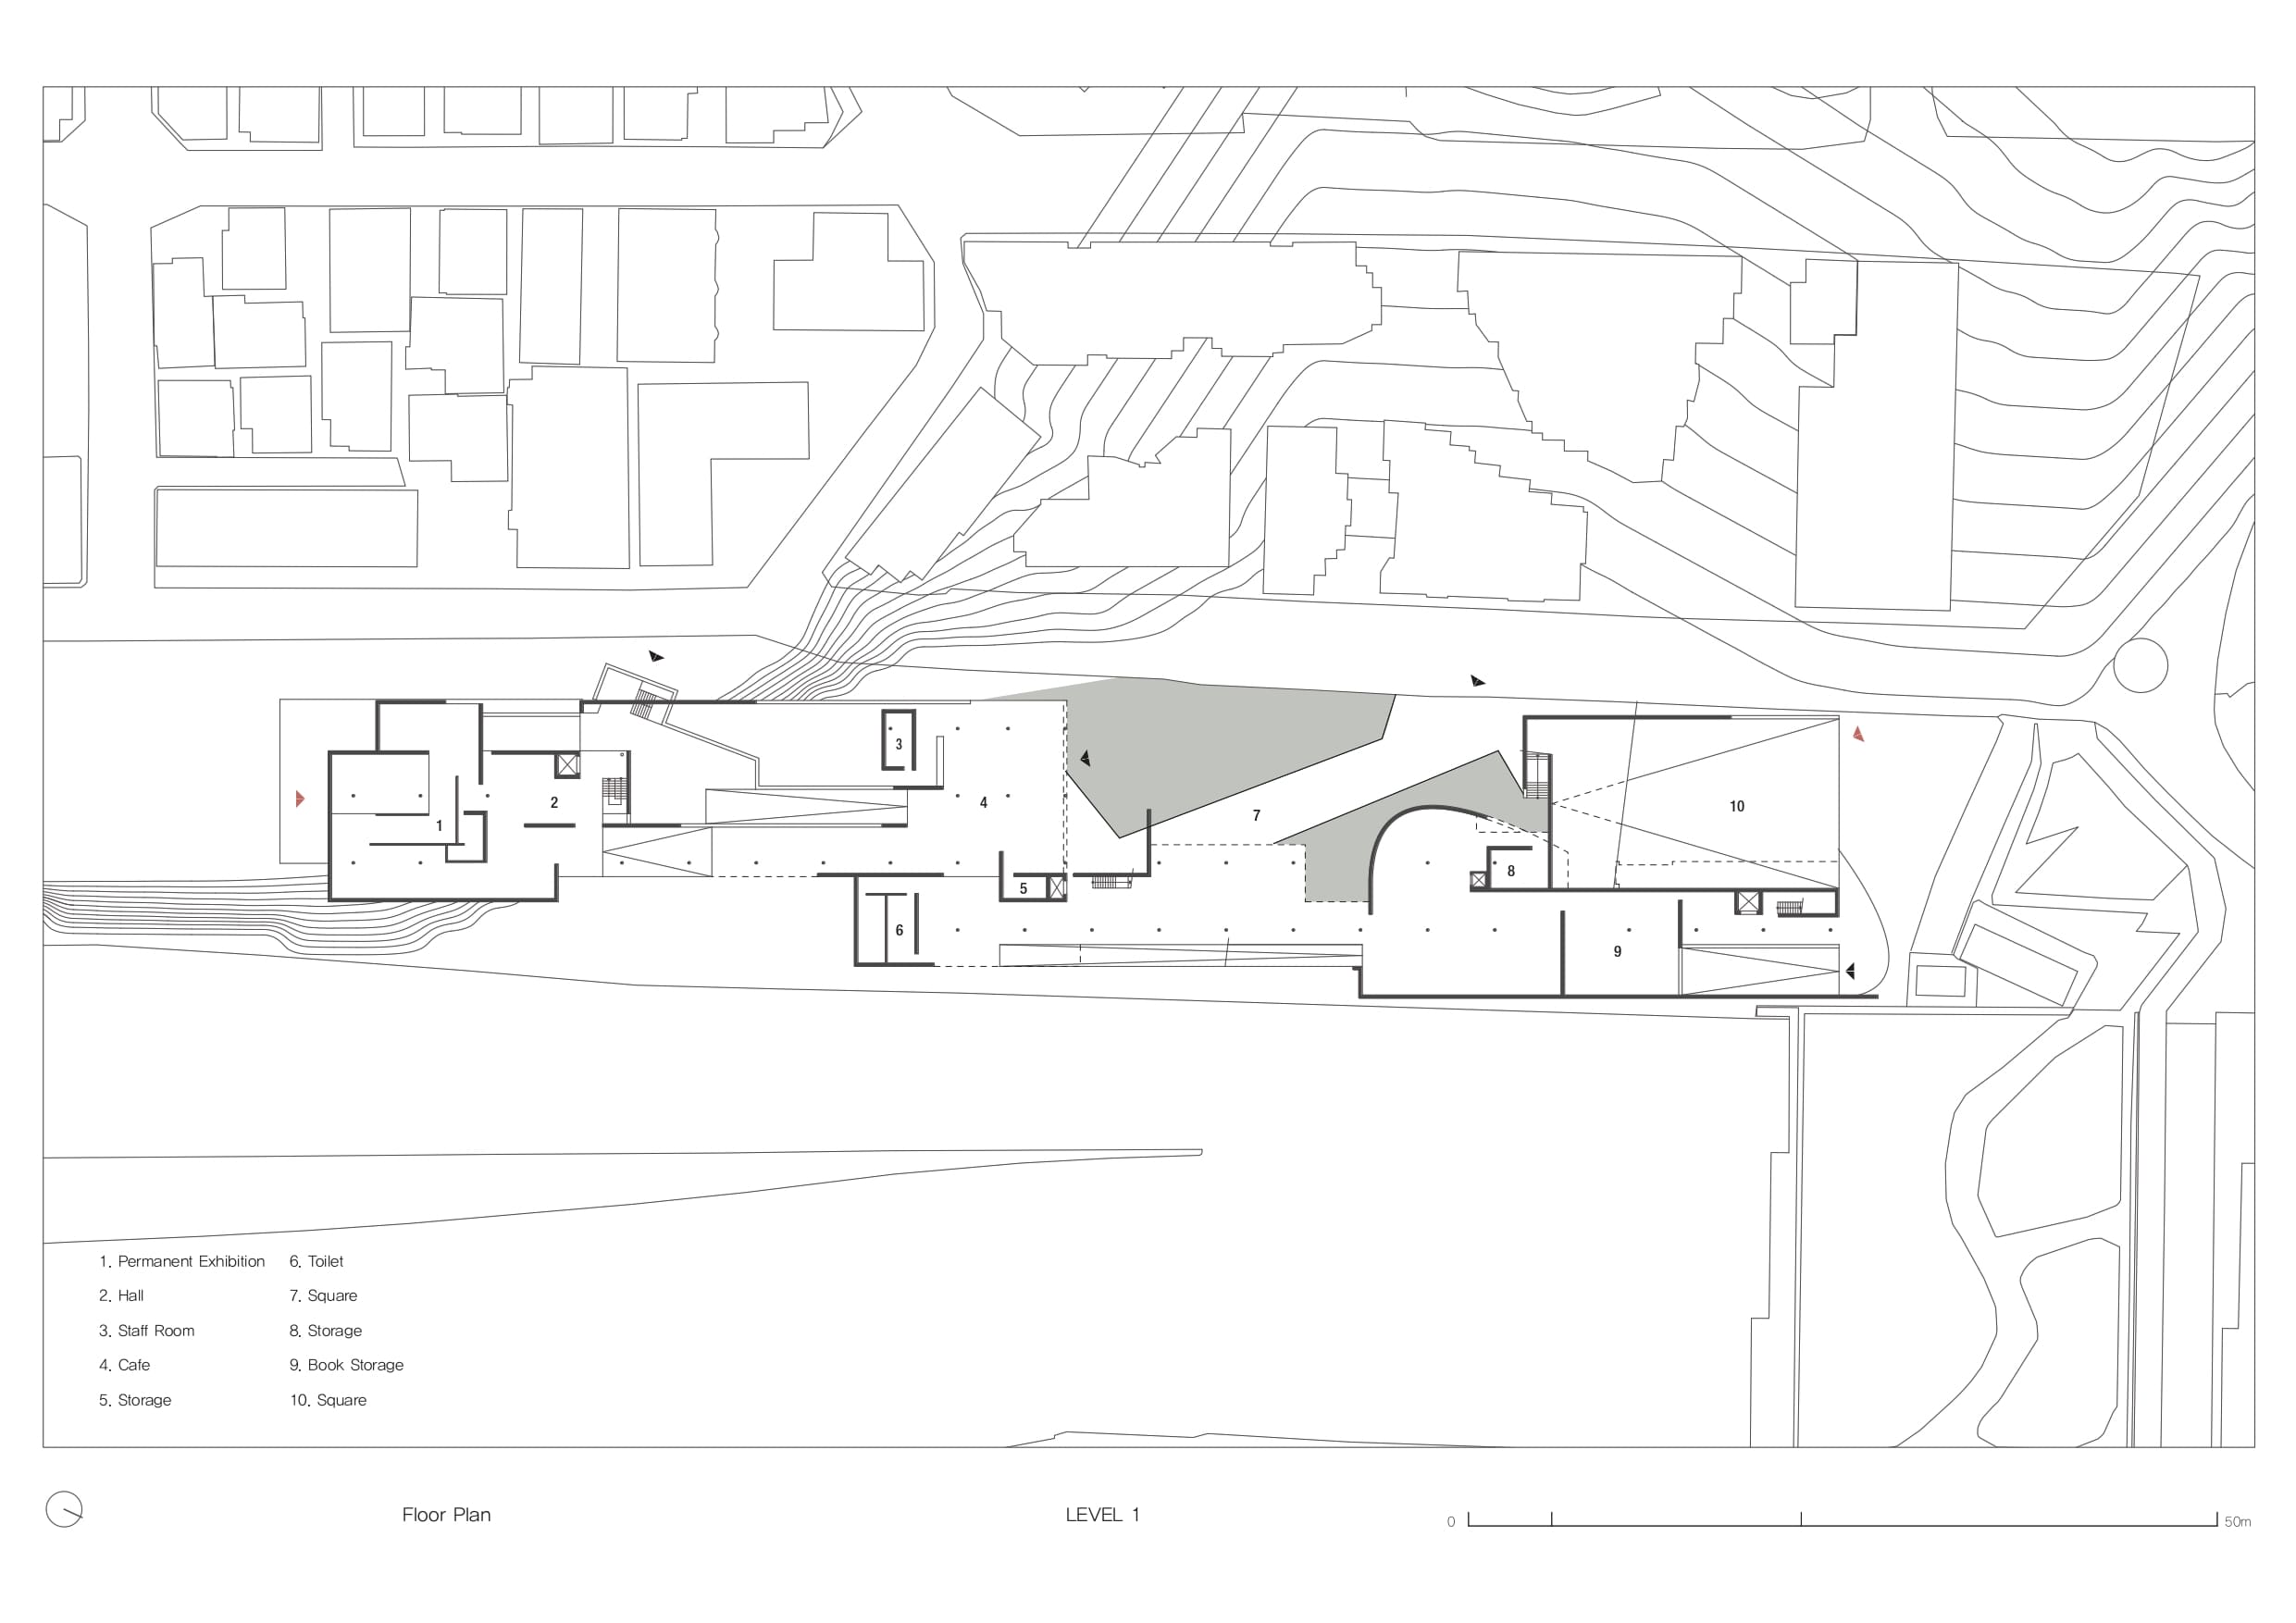 3
2
4
7
10
1
8
5
6
9
1. Permanent Exhibition
2. Hall
3. Staff Room
4. Cafe
5. Storage
6. Toilet
7. Square
8. Storage
9. Book Storage
10. Square
Floor Plan
LEVEL 1
0
50m